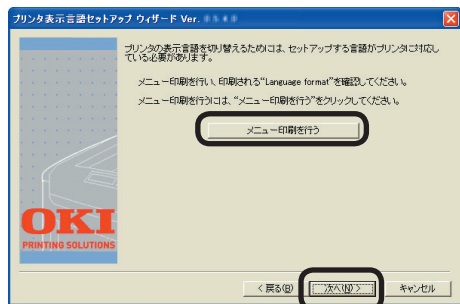 プリンタ表示言語セットアップ ウィザード Ver.
プリンタの表示言語を切り替えるためには、セットアップする言語がプリンタに対応し
ている必要があります。
メニュー印刷を行い、印刷される"Language format"を確認してください。
メニュー印刷を行うには、"メニュー印刷を行う"をクリックしてください。
メニュー印刷を行う
OKI
PRINTING SOLUTIONS
< 戻る(B)
次へ(N) >
キャンセル